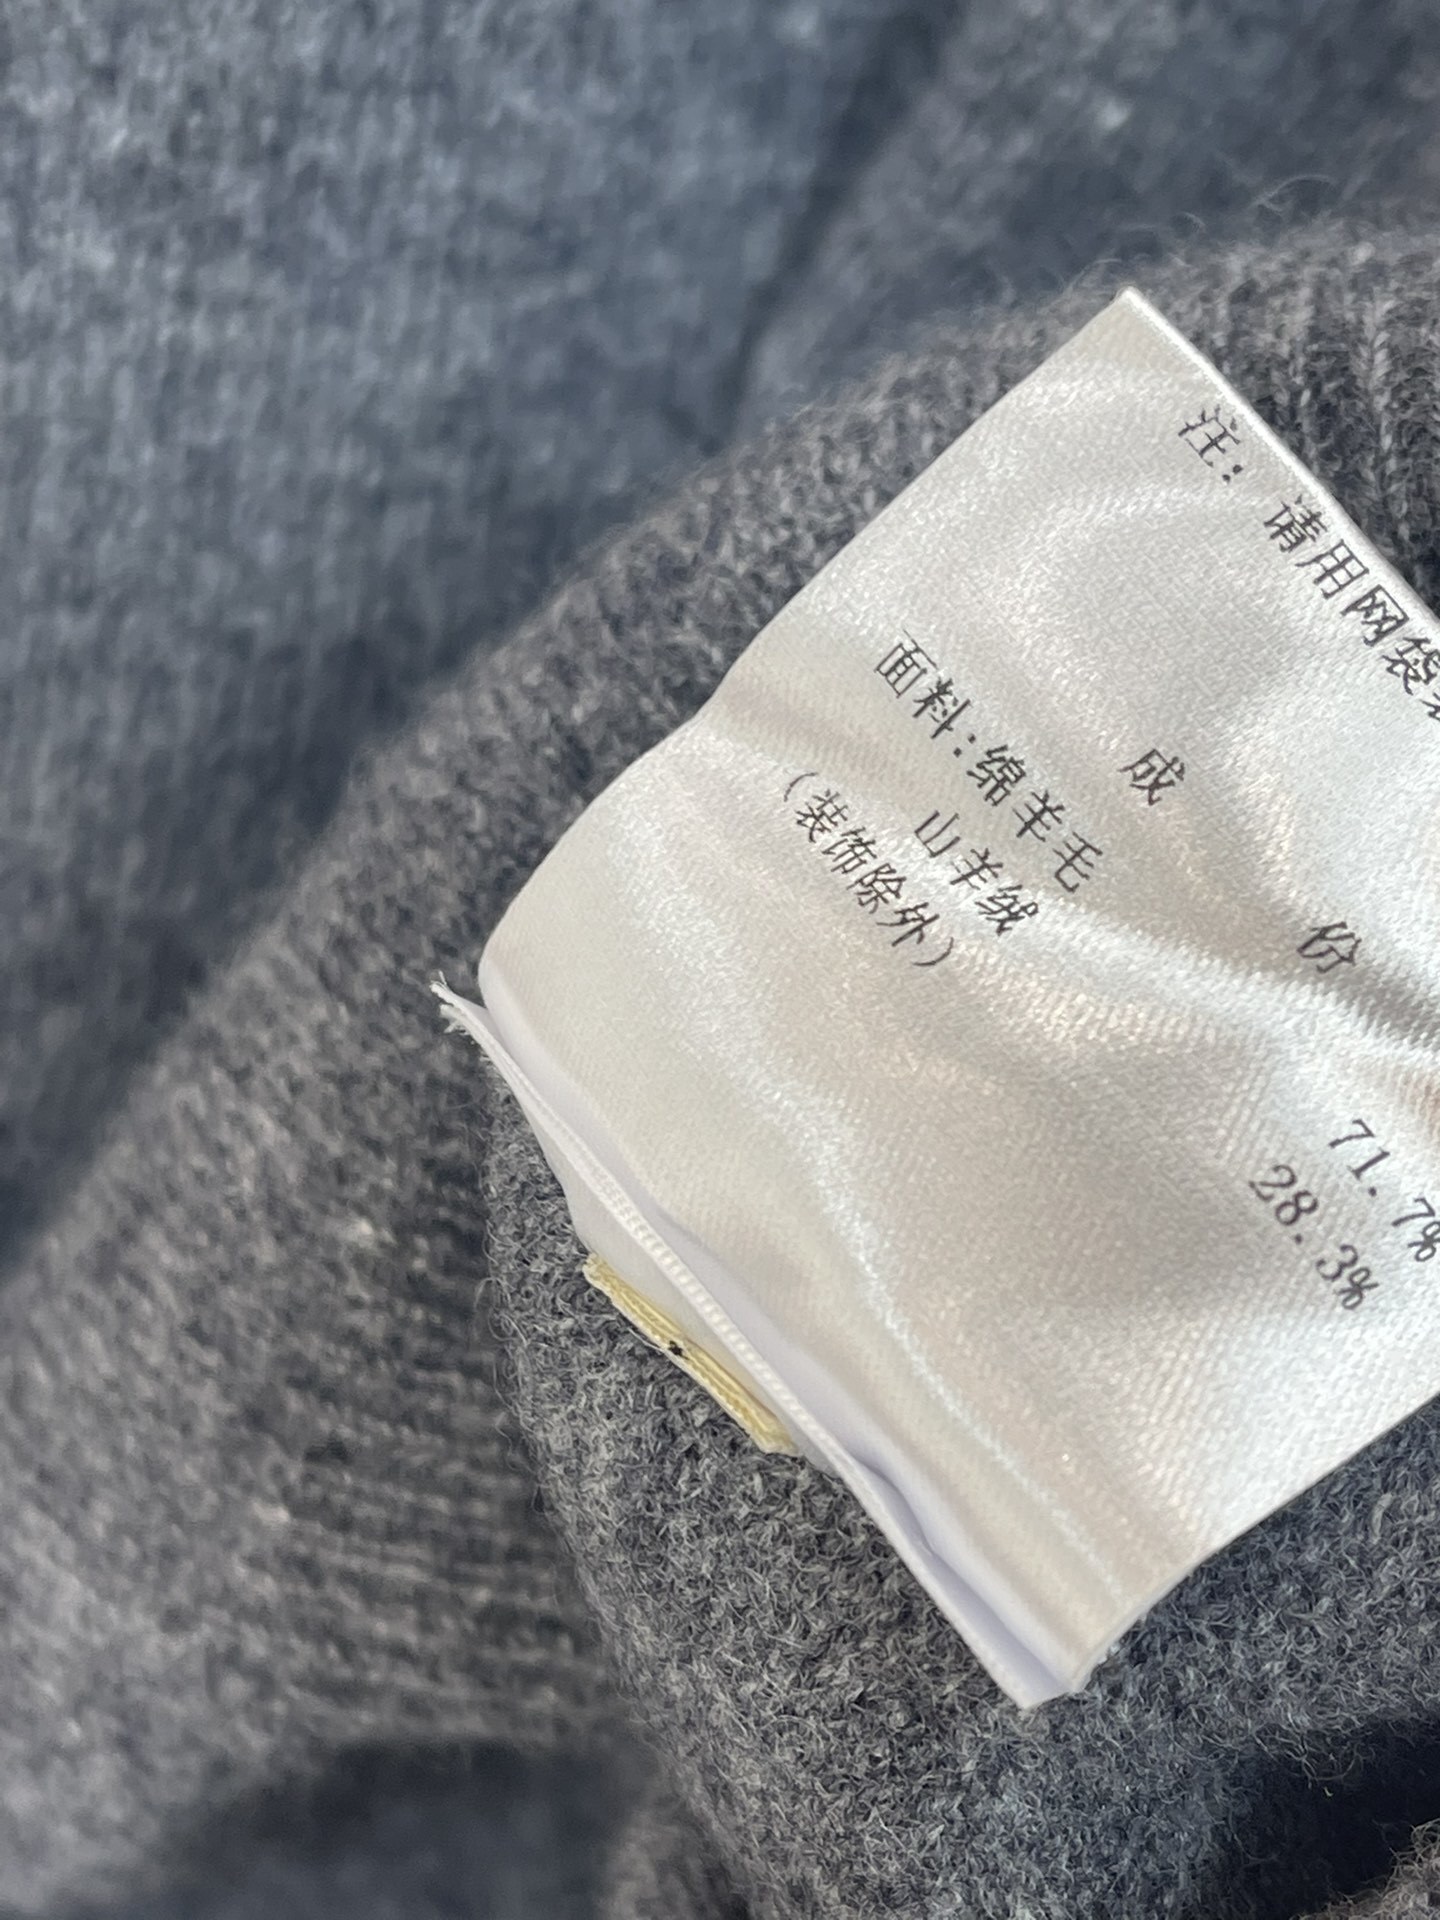 注：请用网袋
成 份
面料：绵羊毛 71.7%
山羊绒 28.3%
（装饰除外）